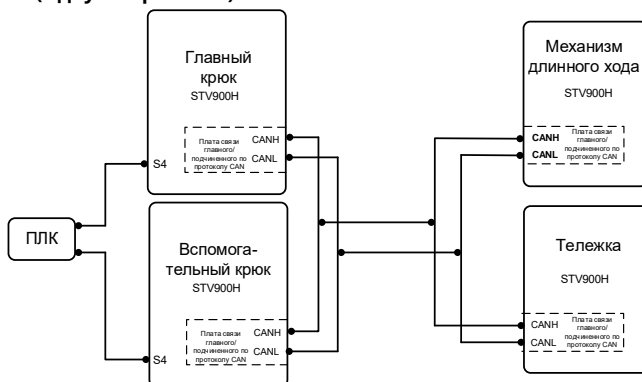 Главный
крюк
STV900H
Плата связи
главного/
подчиненного по
протоколу CAN
CANH
CANL
S4
Механизм
длинного хода
STV900H
CANH
CANL
Плата связи
главного/
подчиненного по
протоколу CAN
ПЛК
Вспомога-
тельный крюк
STV900H
Плата связи
главного/
подчиненного по
протоколу CAN
CANH
CANL
S4
Тележка
STV900H
CANH
CANL
Плата связи
главного/
подчиненного по
протоколу CAN